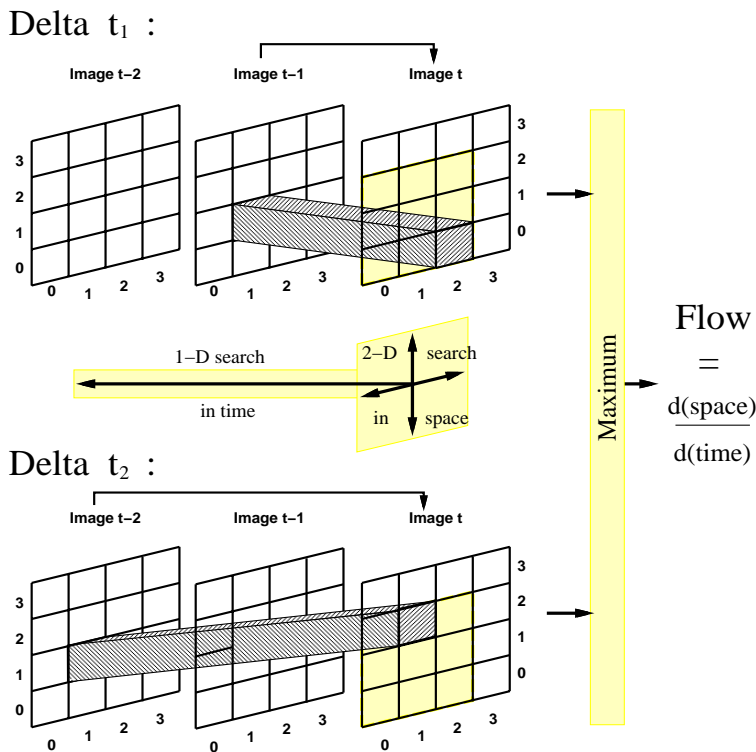 Delta t1 :
Image t−2 Image t−1 Image t
3 2 1 0
0 1 2 3
0 1 2 3
0 1 2 3
3 2 1 0
1−D search
in time
2−D search
in space
Delta t2 :
Image t−2 Image t−1 Image t
3 2 1 0
0 1 2 3
0 1 2 3
0 1 2 3
3 2 1 0
Maximum
Flow
=
d(space)
d(time)